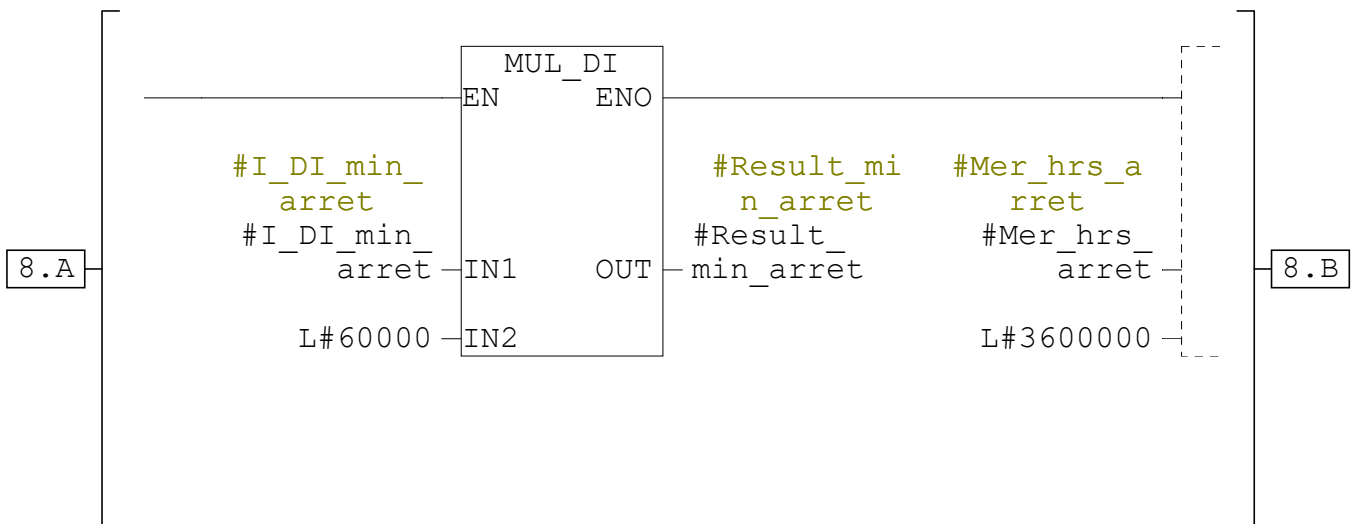 MUL_DI
EN ENO
#I_DI_min_
arret
#Result_mi
n_arret
#Mer_hrs_a
rret
#I_DI_min_
arret
IN1
OUT
#Result_
min_arret
#Mer_hrs_
arret
8.A
8.B
L#60000
IN2
L#3600000